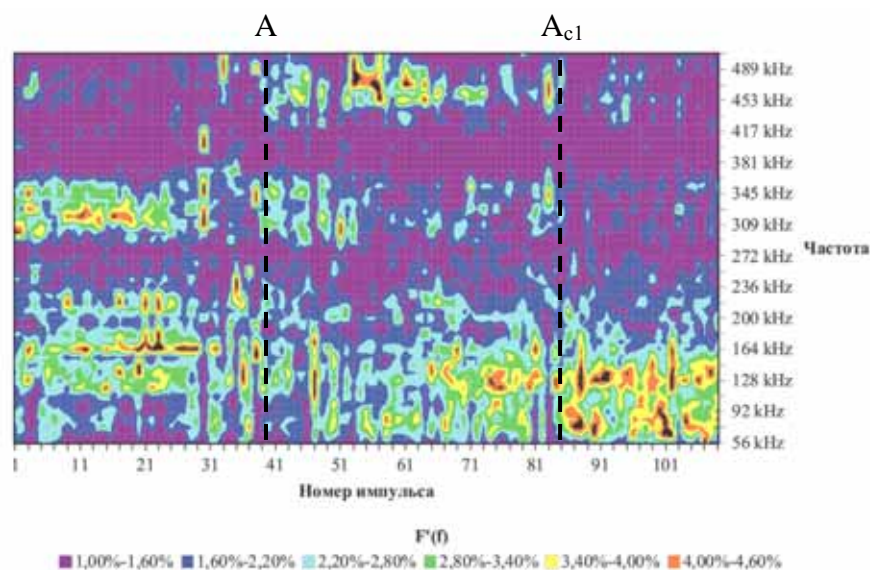 A A_c1
489 kHz
453 kHz
417 kHz
381 kHz
345 kHz
309 kHz
272 kHz
236 kHz
200 kHz
164 kHz
128 kHz
92 kHz
56 kHz
Частота
1 11 21 31 41 51 61 71 81 91 101
Номер импульса
F'(f)
1,00%-1,60% 1,60%-2,20% 2,20%-2,80% 2,80%-3,40% 3,40%-4,00% 4,00%-4,60%